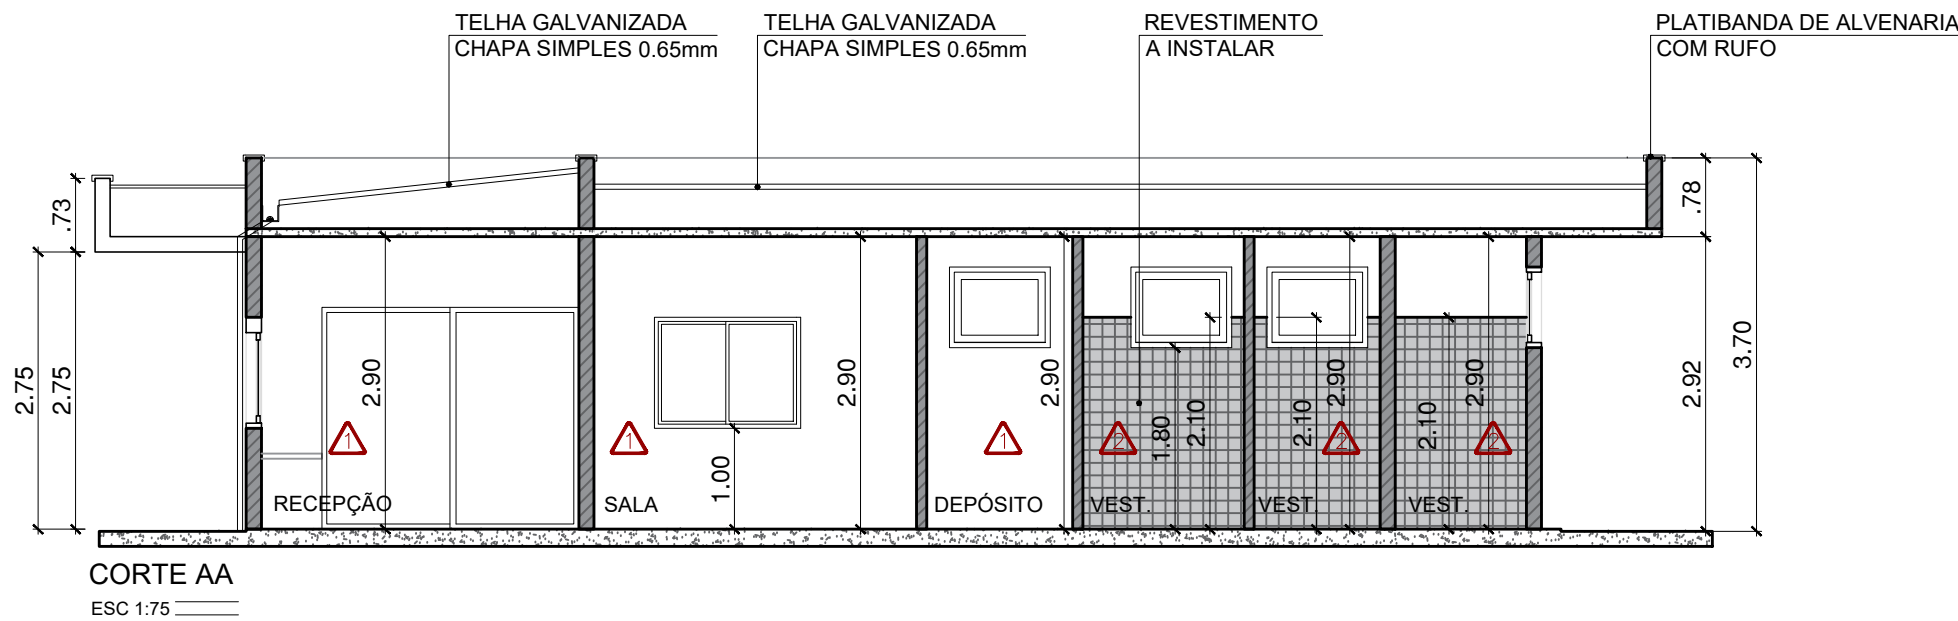 TELHA GALVANIZADA
CHAPA SIMPLES 0.65mm
TELHA GALVANIZADA
CHAPA SIMPLES 0.65mm
REVESTIMENTO
A INSTALAR
PLATIBANDA DE ALVENARIA
COM RUFO
.73
2.75
2.75
2.90
1.00
2.90
2.90
1.80
2.10
2.10
2.90
2.10
2.90
.78
2.92
3.70
1
1
1
2
2
2
RECEPÇÃO
SALA
DEPÓSITO
VEST.
VEST.
VEST.
CORTE AA
ESC 1:75